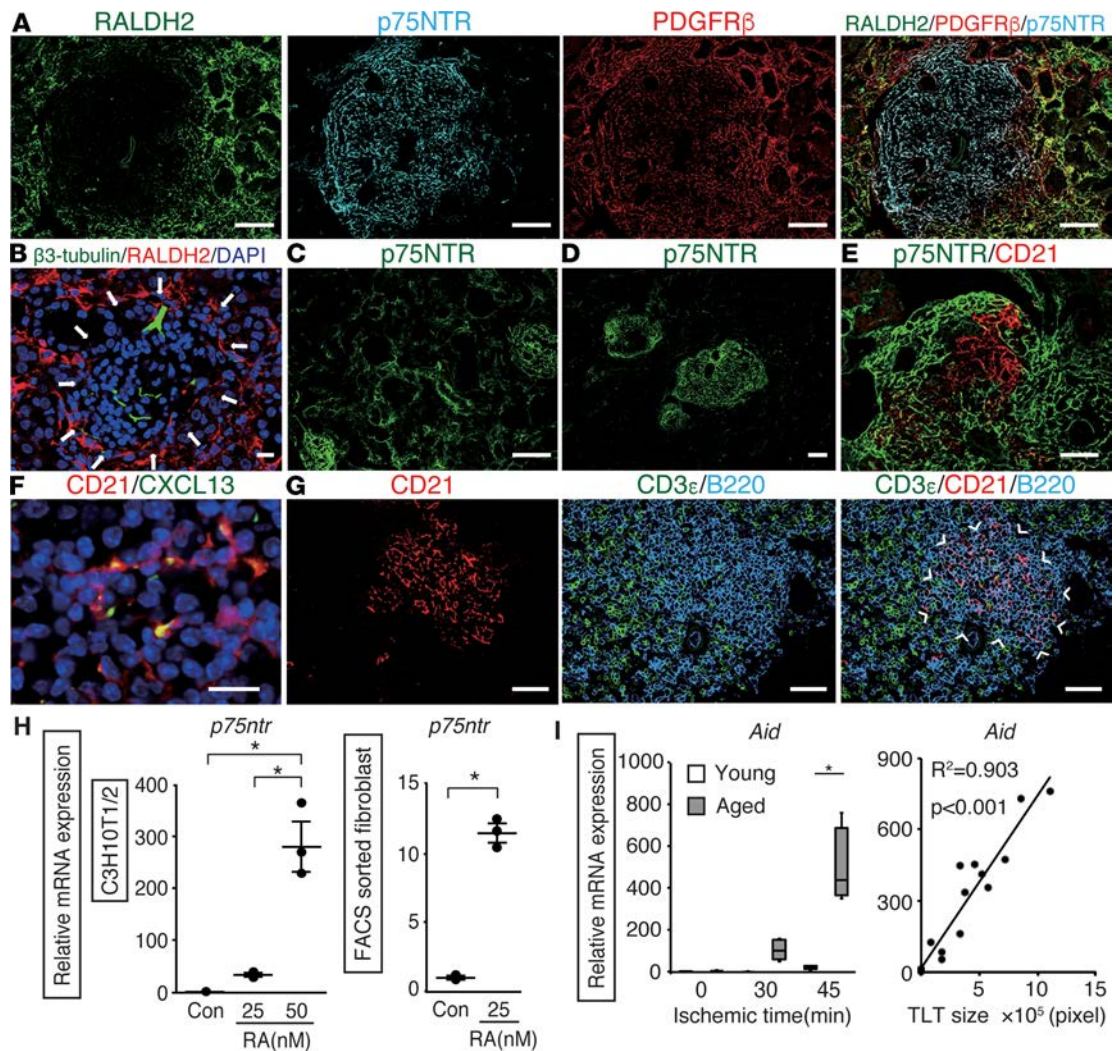 A
RALDH2
p75NTR
PDGFRβ
RALDH2/PDGFRβ/p75NTR
B
β3-tubulin/RALDH2/DAPI
C
p75NTR
D
p75NTR
E
p75NTR/CD21
F
CD21/CXCL13
G
CD21
CD3ε/B220
CD3ε/CD21/B220
H
Relative mRNA expression
C3H10T1/2
p75ntr
*
*
400
300
200
100
0
Con 25 50
RA(nM)
FACS sorted fibroblast
p75ntr
*
15
10
5
0
Con 25
RA(nM)
I
Relative mRNA expression
Aid
1000
800
600
400
200
0
Young
Aged
*
0 30 45
Ischemic time(min)
Aid
R²=0.903
p<0.001
900
600
300
0
5 10 15
TLT size ×10⁵ (pixel)